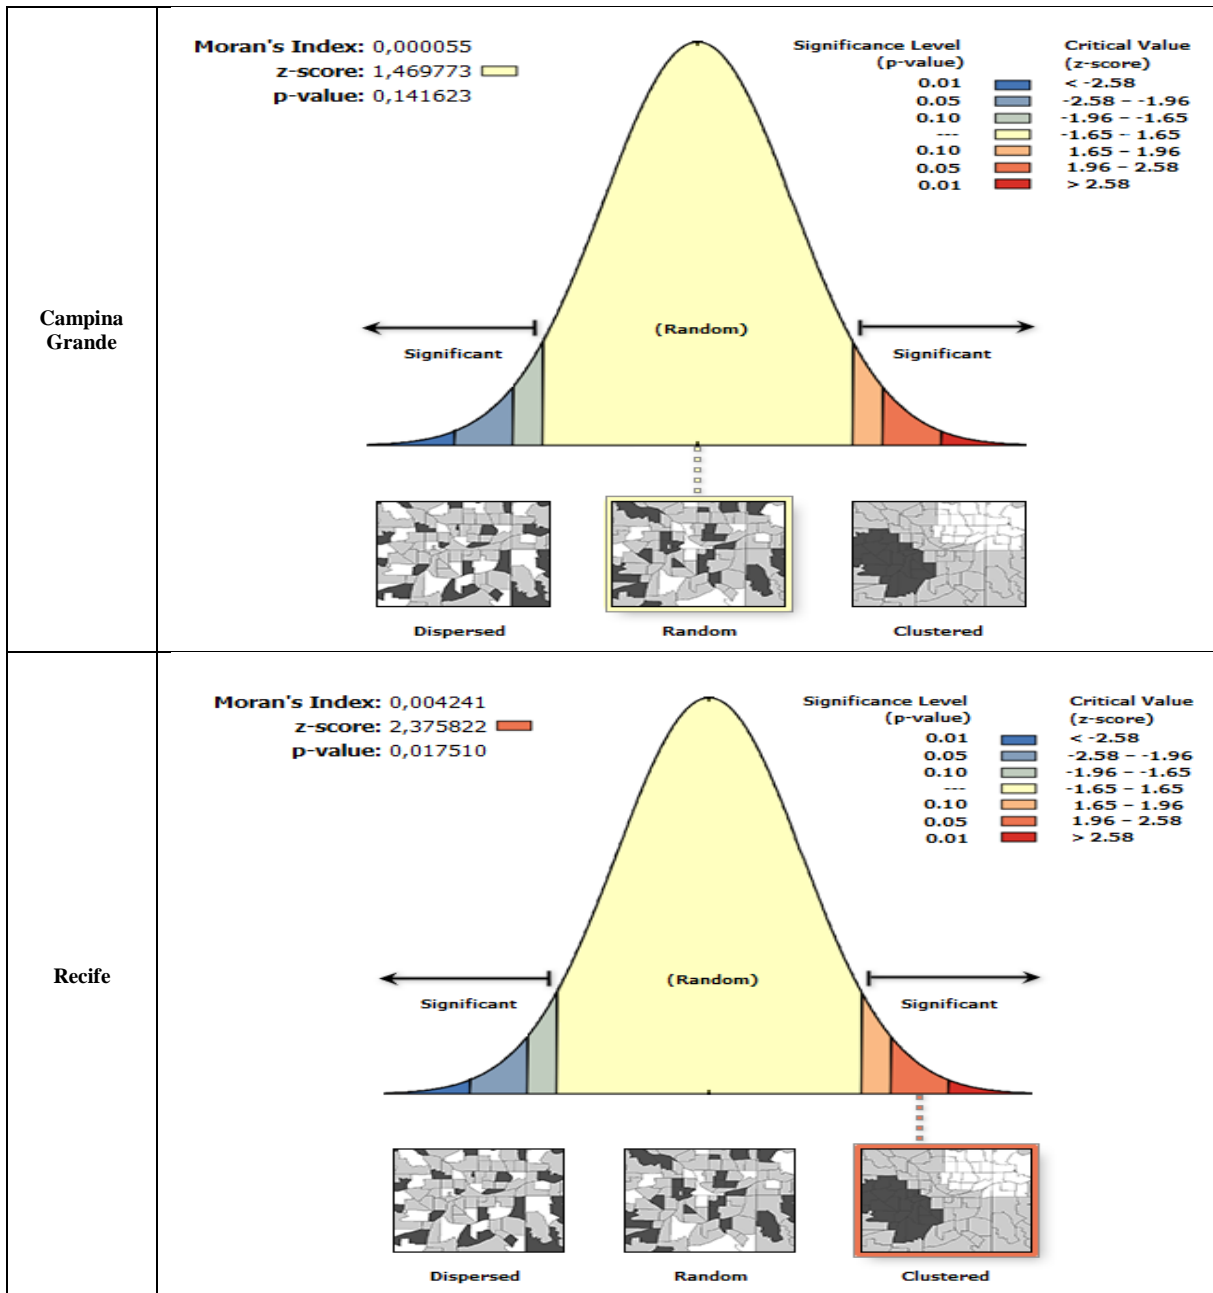 Campina
Grande
Moran's Index: 0,000055
z-score: 1,469773
p-value: 0,141623
Significance Level
(p-value)
Critical Value
(z-score)
0.01 < -2.58
0.05 -2.58 – -1.96
0.10 -1.96 – -1.65
--- -1.65 – 1.65
0.10 1.65 – 1.96
0.05 1.96 – 2.58
0.01 > 2.58
(Random)
Significant
Significant
Dispersed
Random
Clustered
Recife
Moran's Index: 0,004241
z-score: 2,375822
p-value: 0,017510
Significance Level
(p-value)
Critical Value
(z-score)
0.01 < -2.58
0.05 -2.58 – -1.96
0.10 -1.96 – -1.65
--- -1.65 – 1.65
0.10 1.65 – 1.96
0.05 1.96 – 2.58
0.01 > 2.58
(Random)
Significant
Significant
Dispersed
Random
Clustered